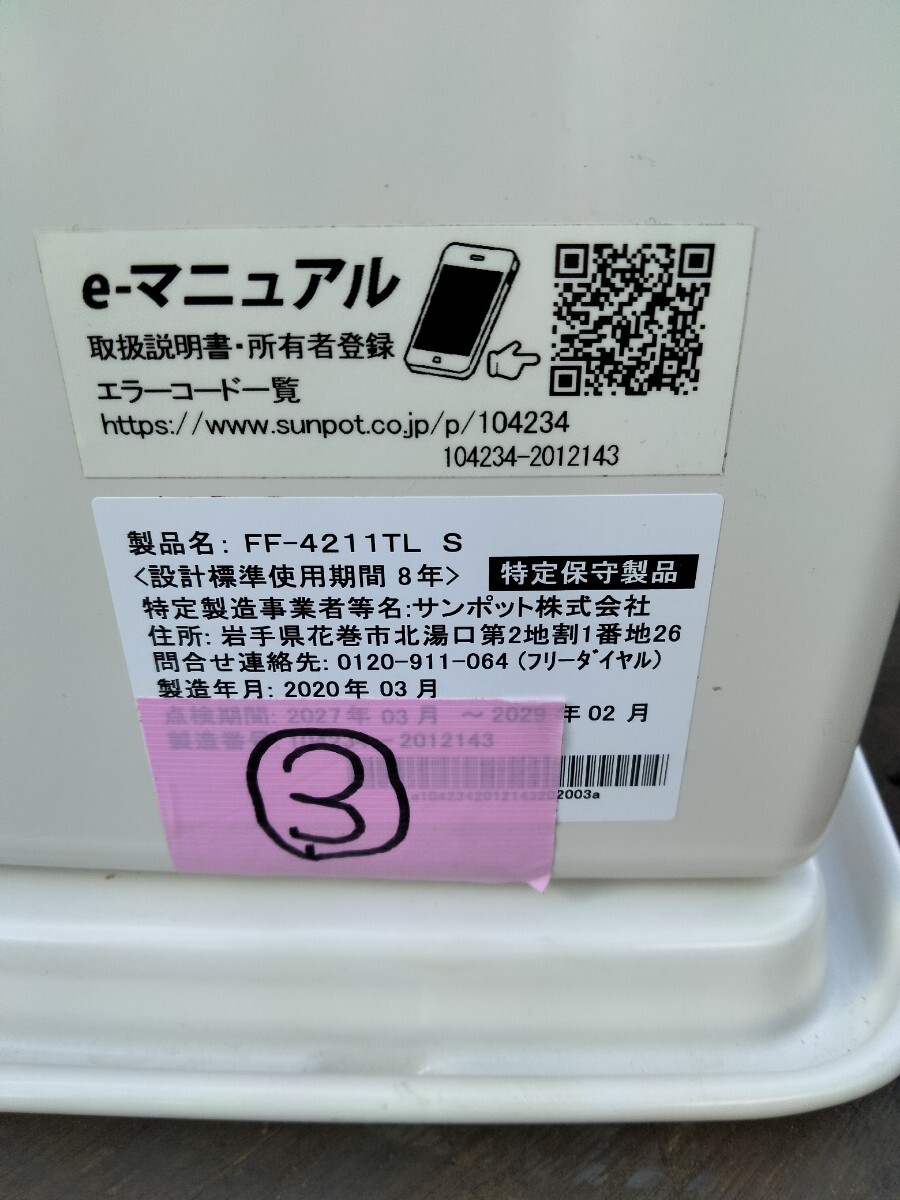 e-マニュアル
取扱説明書・所有者登録
エラーコード一覧
https://www.sunpot.co.jp/p/104234
104234-2012143
製品名: FF-4211TL S
<設計標準使用期間 8年> 特定保守製品
特定製造事業者等名:サンポット株式会社
住所: 岩手県花巻市北湯口第2地割1番地26
問合せ連絡先: 0120-911-064 (フリーダイヤル)
製造年月: 2020年 03月
点検期間: 2027年 03月 ~ 2029年 02月
製造番号: 104234-2012143
③